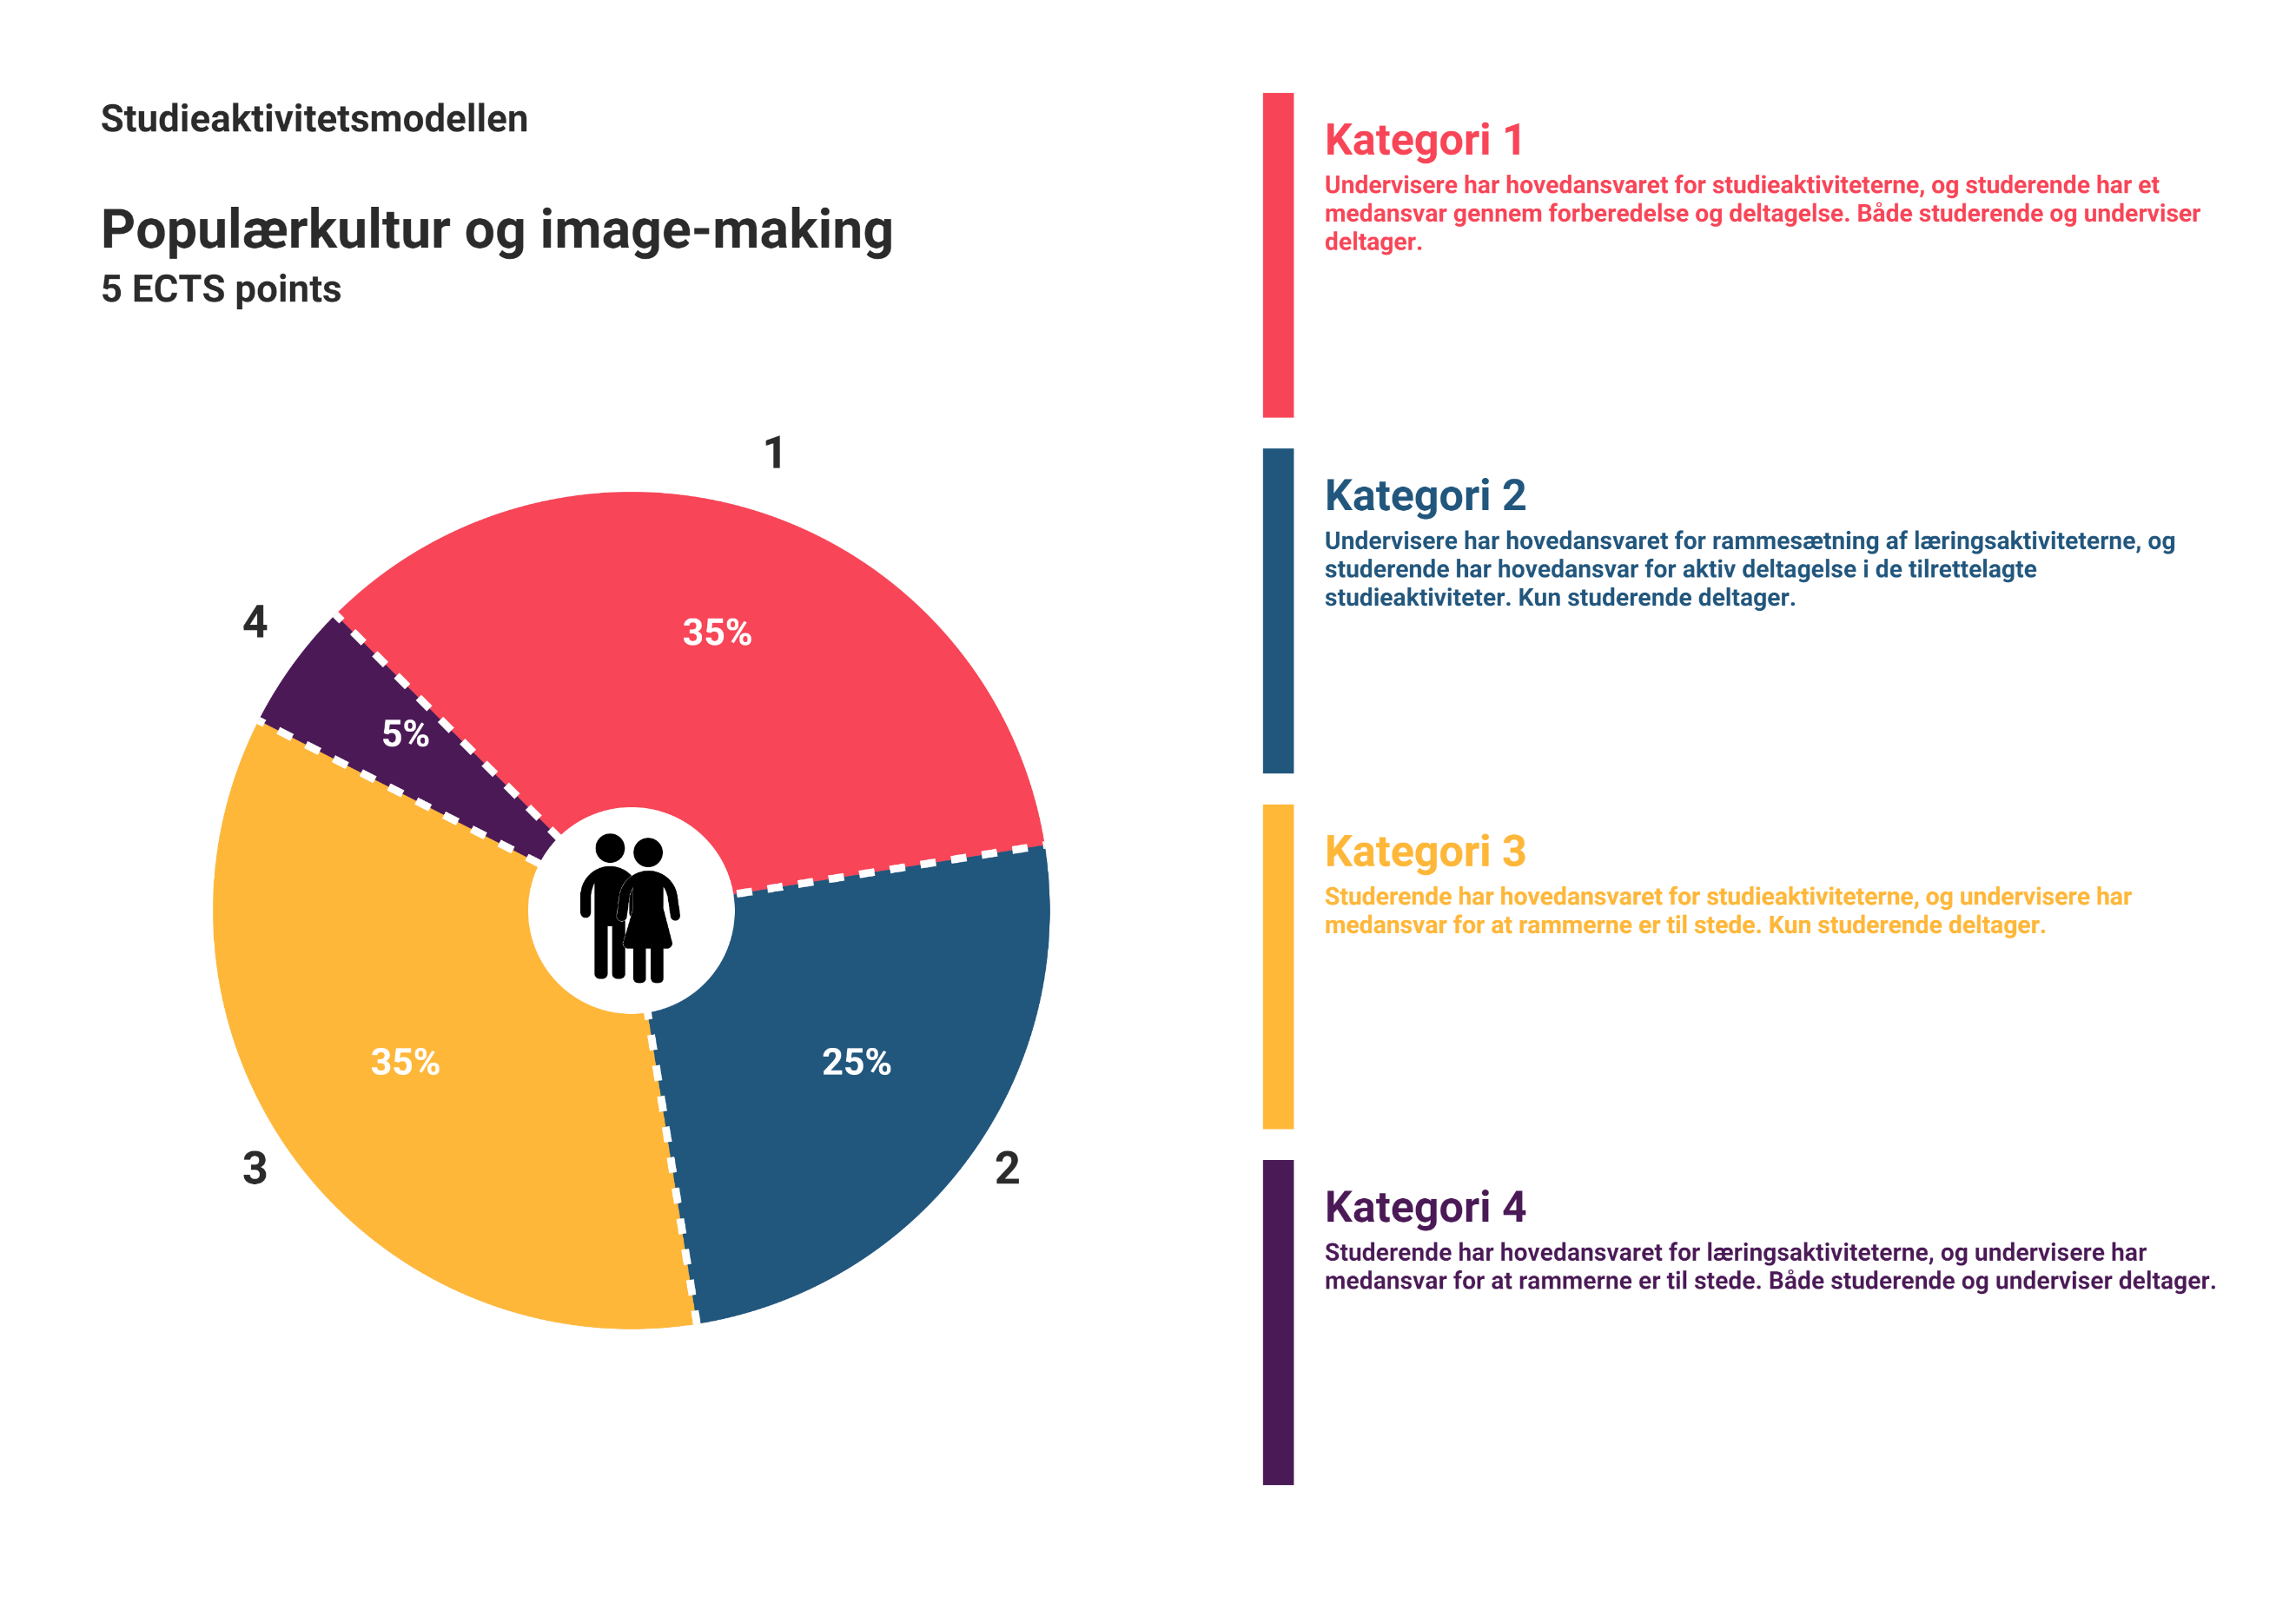 Studieaktivitetsmodellen
Populærkultur og image-making
5 ECTS points
1
4
35%
5%
35%
25%
3
2
Kategori 1
Undervisere har hovedansvaret for studieaktiviteterne, og studerende har et
medansvar gennem forberedelse og deltagelse. Både studerende og underviser
deltager.
Kategori 2
Undervisere har hovedansvaret for rammesætning af læringsaktiviteterne, og
studerende har hovedansvar for aktiv deltagelse i de tilrettelagte
studieaktiviteter. Kun studerende deltager.
Kategori 3
Studerende har hovedansvaret for studieaktiviteterne, og undervisere har
medansvar for at rammerne er til stede. Kun studerende deltager.
Kategori 4
Studerende har hovedansvaret for læringsaktiviteterne, og undervisere har
medansvar for at rammerne er til stede. Både studerende og underviser deltager.